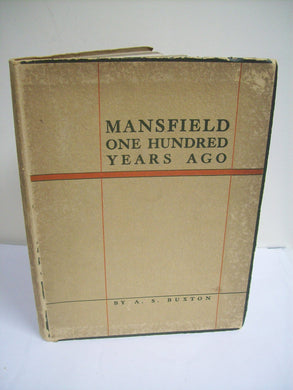 MANSFIELD
ONE HUNDRED
YEARS AGO
BY A. S. BUXTON